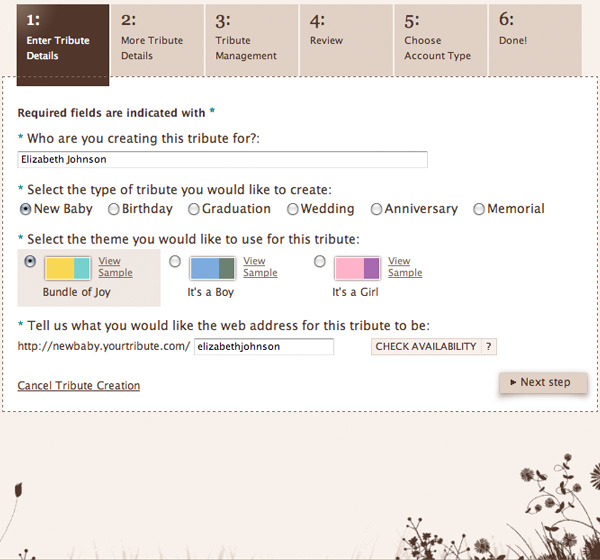 1:
Enter Tribute
Details
2:
More Tribute
Details
3:
Tribute
Management
4:
Review
5:
Choose
Account Type
6:
Done!
Required fields are indicated with *
* Who are you creating this tribute for?:
Elizabeth Johnson
* Select the type of tribute you would like to create:
New Baby Birthday Graduation Wedding Anniversary Memorial
* Select the theme you would like to use for this tribute:
View
Sample
Bundle of Joy
View
Sample
It's a Boy
View
Sample
It's a Girl
* Tell us what you would like the web address for this tribute to be:
http://newbaby.yourtribute.com/ elizabethjohnson CHECK AVAILABILITY ?
Cancel Tribute Creation
Next step